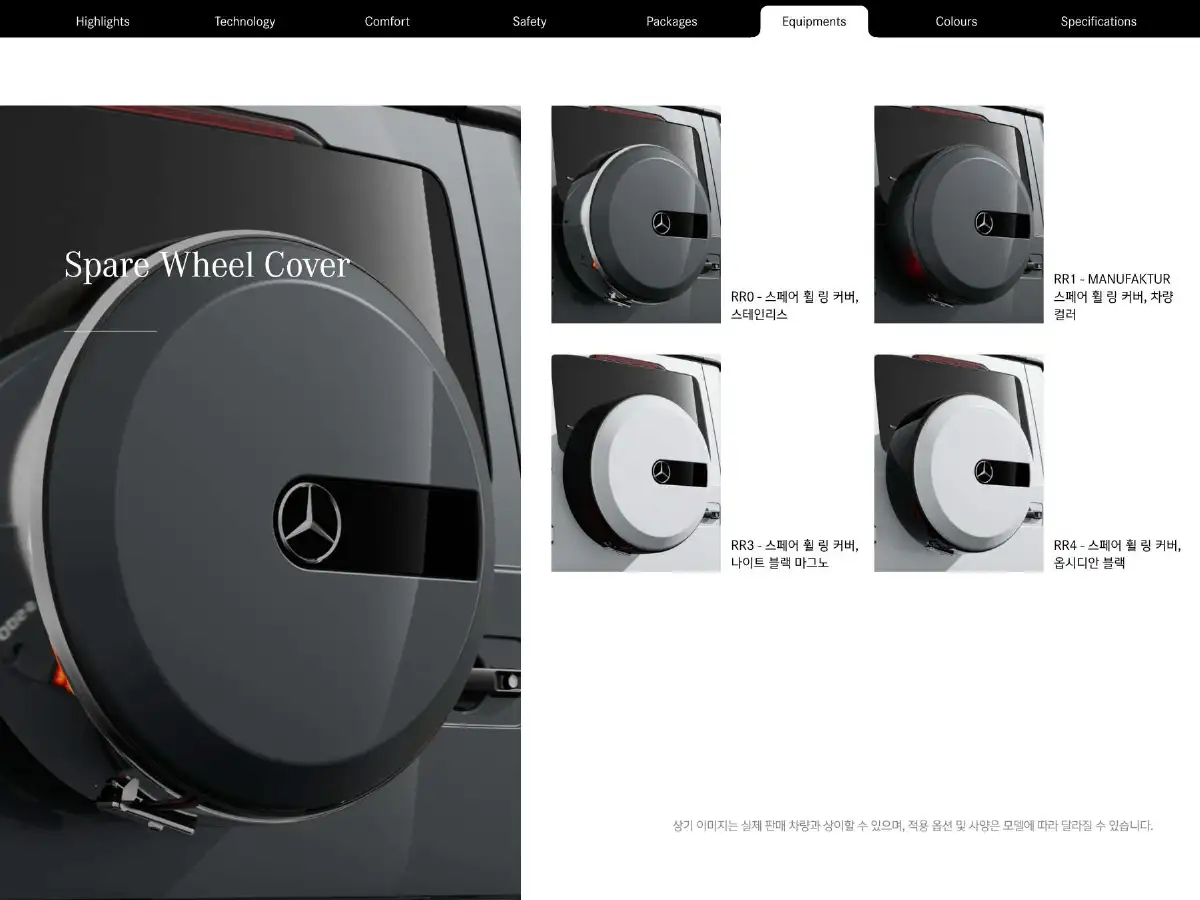 Highlights
Technology
Comfort
Safety
Packages
Equipments
Colours
Specifications
Spare Wheel Cover
RR0 - 스페어 휠 링 커버,
스테인리스
RR1 - MANUFAKTUR
스페어 휠 링 커버, 차량
컬러
RR3 - 스페어 휠 링 커버,
나이트 블랙 마그노
RR4 - 스페어 휠 링 커버,
옵시디안 블랙
상기 이미지는 실제 판매 차량과 상이할 수 있으며, 적용 옵션 및 사양은 모델에 따라 달라질 수 있습니다.